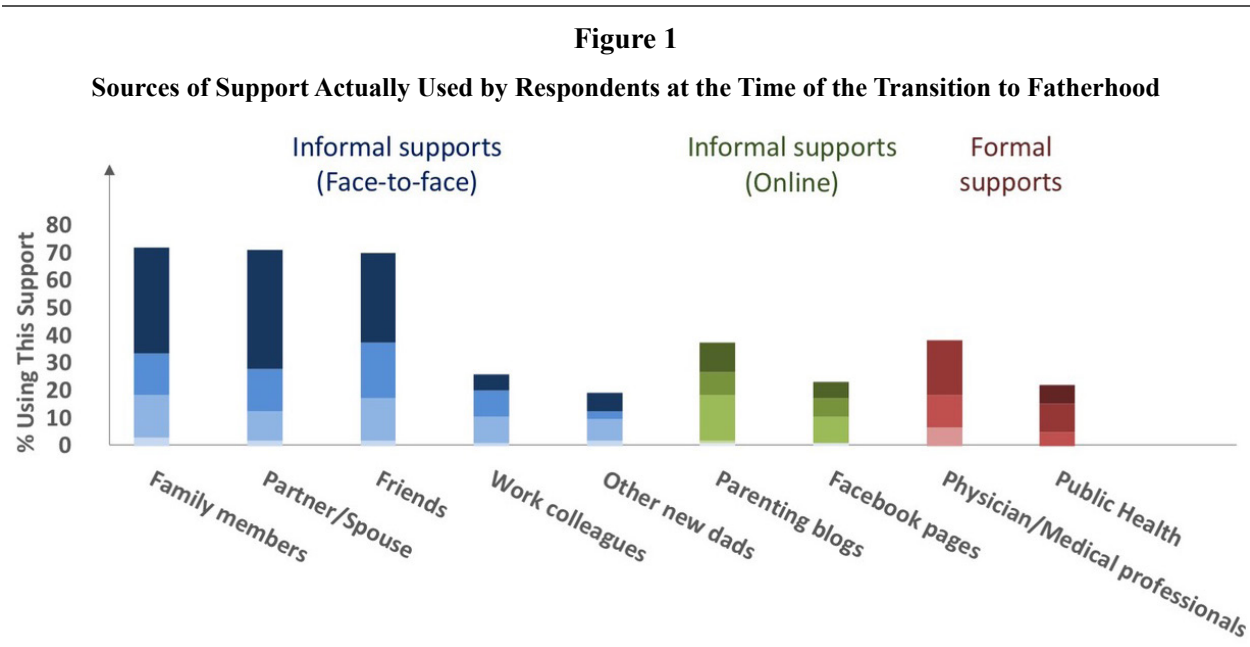 Figure 1
Sources of Support Actually Used by Respondents at the Time of the Transition to Fatherhood
Informal supports
(Face-to-face)
Informal supports
(Online)
Formal
supports
% Using This Support
80
70
60
50
40
30
20
10
0
Family members
Partner/Spouse
Friends
Work colleagues
Other new dads
Parenting blogs
Facebook pages
Physician/Medical professionals
Public Health